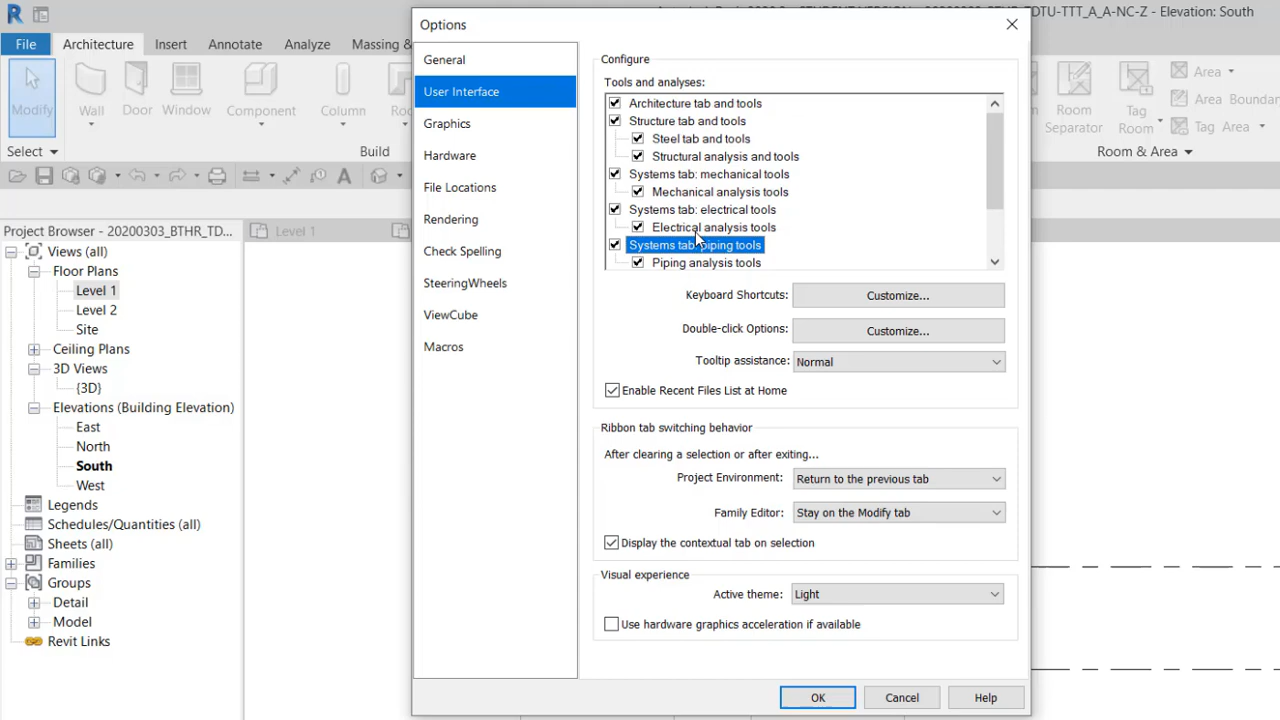 TDTU-TTT_A_A-NC-Z - Elevation: South
Options
File
Architecture
Insert
Annotate
Analyze
Massing &
Modify
Wall
Door
Window
Component
Column
Room
Separator
Tag
Room
Area
Area
Tag Area
Select
Build
Room & Area
Project Browser - 20200303_BTHR_TD...
Views (all)
Floor Plans
Level 1
Level 2
Site
Ceiling Plans
3D Views
{3D}
Elevations (Building Elevation)
East
North
South
West
Legends
Schedules/Quantities (all)
Sheets (all)
Families
Groups
Detail
Model
Revit Links
Level 1
General
User Interface
Graphics
Hardware
File Locations
Rendering
Check Spelling
SteeringWheels
ViewCube
Macros
Configure
Tools and analyses:
Architecture tab and tools
Structure tab and tools
Steel tab and tools
Structural analysis and tools
Systems tab: mechanical tools
Mechanical analysis tools
Systems tab: electrical tools
Electrical analysis tools
Systems tab: piping tools
Piping analysis tools
Keyboard Shortcuts: Customize...
Double-click Options: Customize...
Tooltip assistance: Normal
Enable Recent Files List at Home
Ribbon tab switching behavior
After clearing a selection or after exiting...
Project Environment: Return to the previous tab
Family Editor: Stay on the Modify tab
Display the contextual tab on selection
Visual experience
Active theme: Light
Use hardware graphics acceleration if available
OK
Cancel
Help